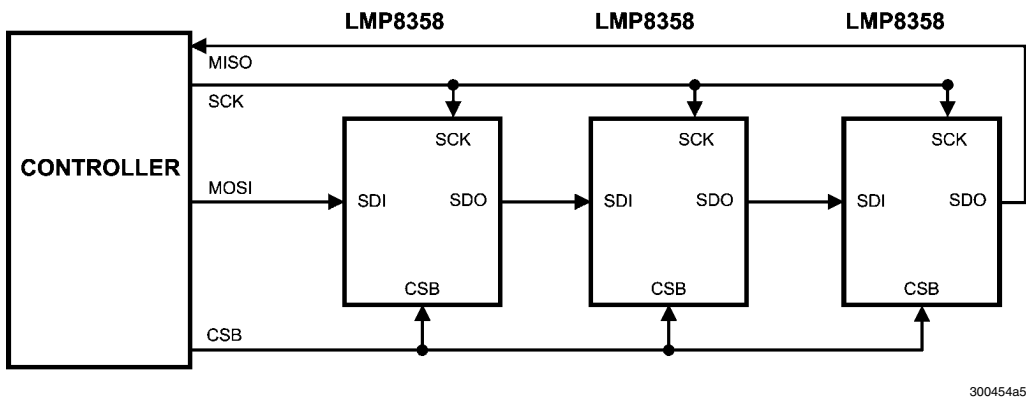 LMP8358 LMP8358 LMP8358
MISO
SCK
SCK SCK SCK
CONTROLLER
MOSI
SDI SDO SDI SDO SDI SDO
CSB CSB CSB
CSB
300454a5